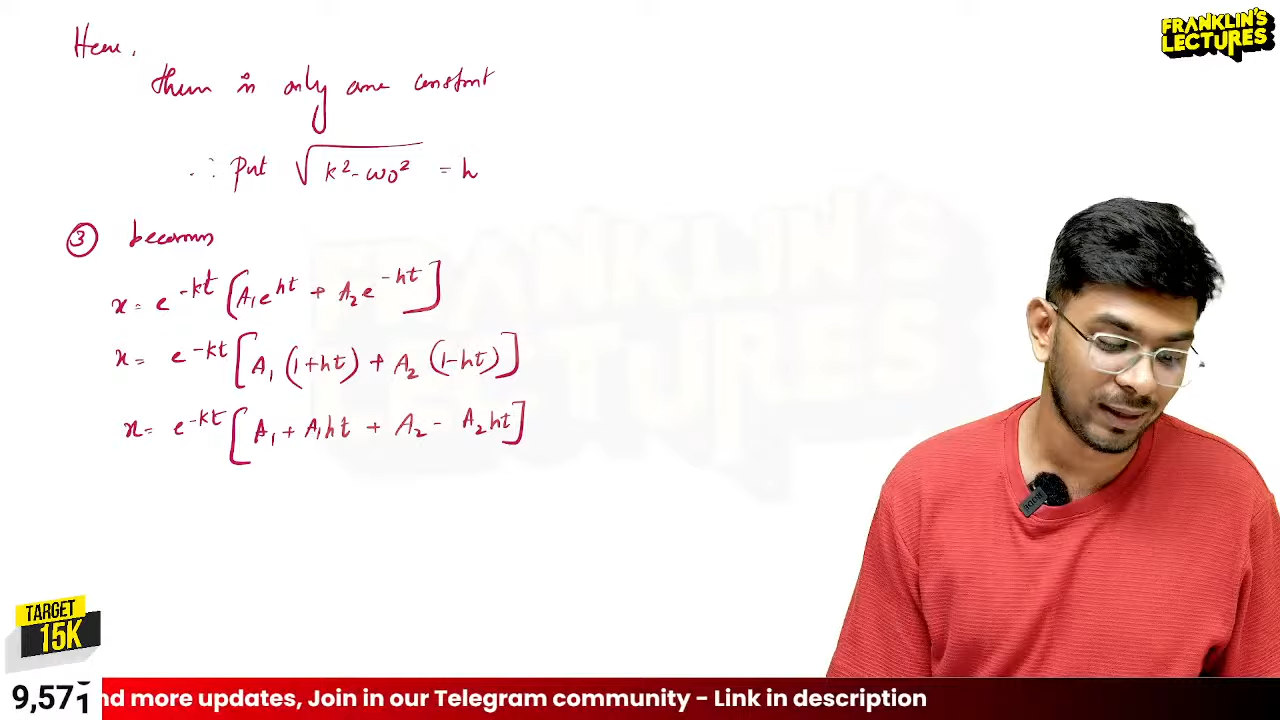 Here,
there is only one constant
∴ put √(k² - ω0²) = h
③ becomes
x = e^(-kt) [A₁e^(ht) + A₂e^(-ht)]
x = e^(-kt) [A₁ (1+ht) + A₂ (1-ht)]
x = e^(-kt) [A₁ + A₁ht + A₂ - A₂ht]
FRANKLIN'S
LECTURES
FRANKLIN'S
LECTURES
TARGET
15K
9,571
nd more updates, Join in our Telegram community - Link in description